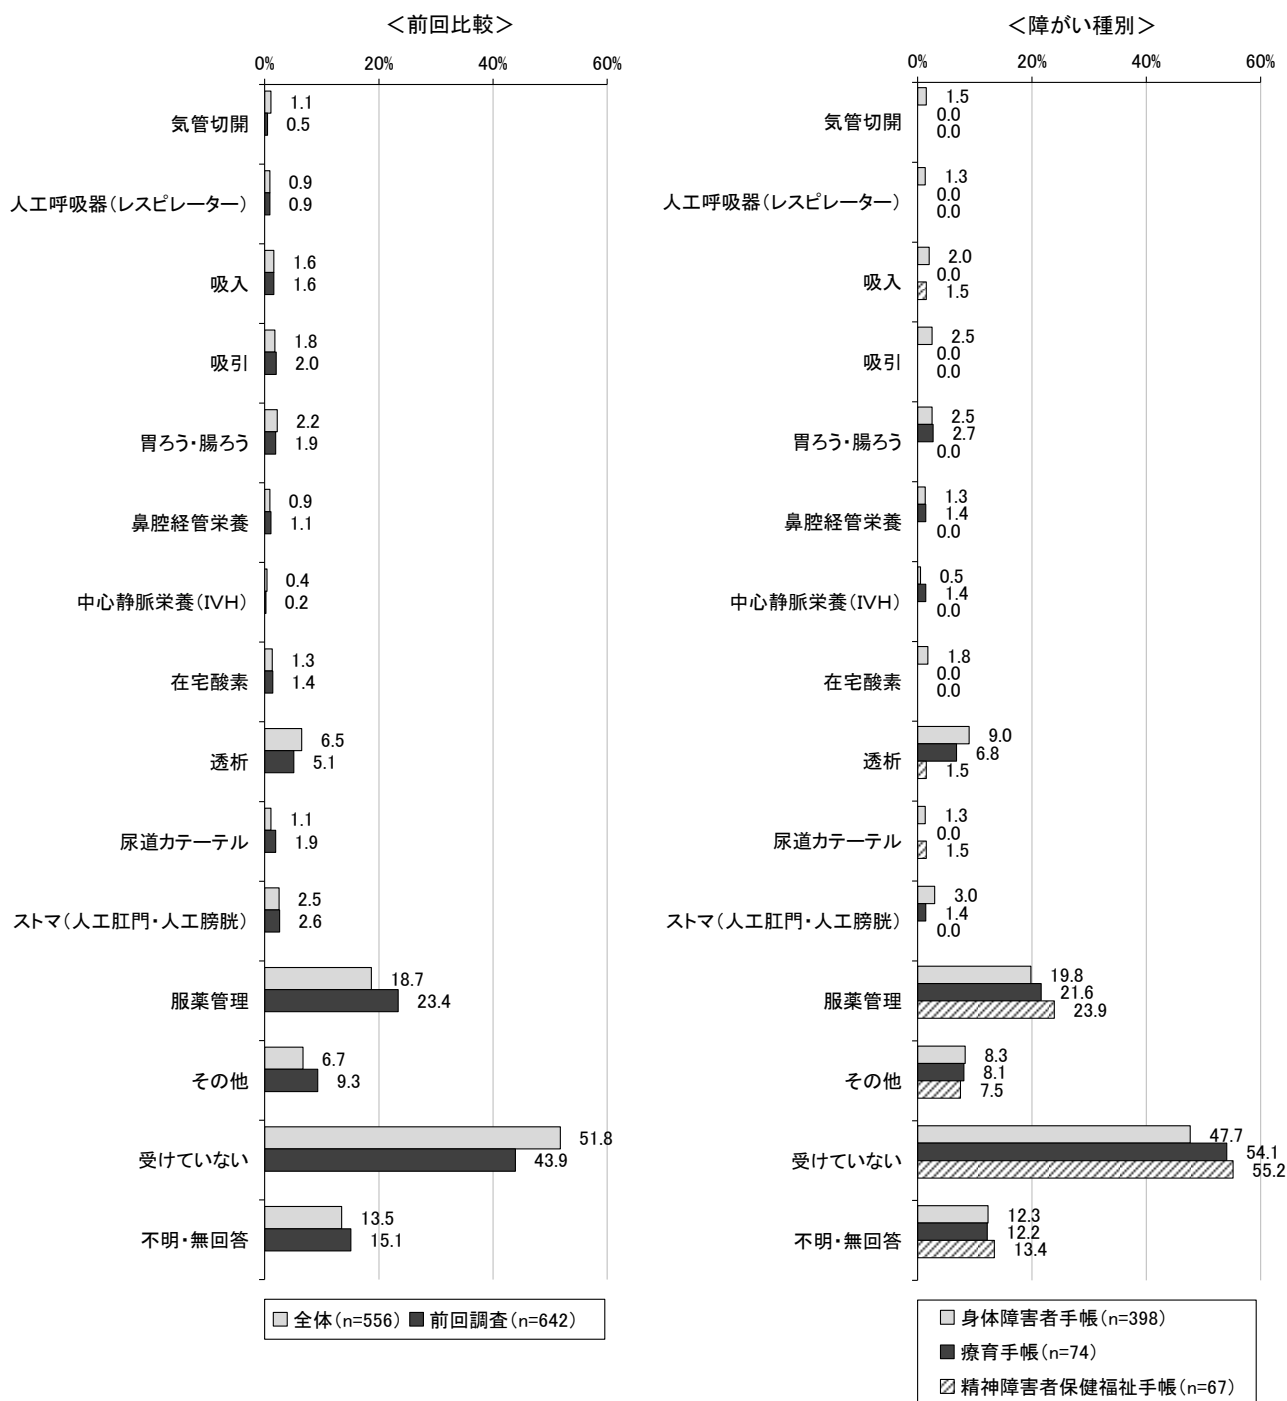 ＜前回比較＞
0%
20%
40%
60%
気管切開
1.1
0.5
人工呼吸器（レスピレーター）
0.9
0.9
吸入
1.6
1.6
吸引
1.8
2.0
胃ろう・腸ろう
2.2
1.9
鼻腔経管栄養
0.9
1.1
中心静脈栄養（IVH）
0.4
0.2
在宅酸素
1.3
1.4
透析
6.5
5.1
尿道カテーテル
1.1
1.9
ストマ（人工肛門・人工膀胱）
2.5
2.6
服薬管理
18.7
23.4
その他
6.7
9.3
受けていない
51.8
43.9
不明・無回答
13.5
15.1
全体（n=556）
前回調査（n=642）
＜障がい種別＞
0%
20%
40%
60%
気管切開
1.5
0.0
0.0
人工呼吸器（レスピレーター）
1.3
0.0
0.0
吸入
2.0
0.0
1.5
吸引
2.5
0.0
0.0
胃ろう・腸ろう
2.5
2.7
0.0
鼻腔経管栄養
1.3
1.4
0.0
中心静脈栄養（IVH）
0.5
1.4
0.0
在宅酸素
1.8
0.0
0.0
透析
9.0
6.8
1.5
尿道カテーテル
1.3
0.0
1.5
ストマ（人工肛門・人工膀胱）
3.0
1.4
0.0
服薬管理
19.8
21.6
23.9
その他
8.3
8.1
7.5
受けていない
47.7
54.1
55.2
不明・無回答
12.3
12.2
13.4
身体障害者手帳（n=398）
療育手帳（n=74）
精神障害者保健福祉手帳（n=67）